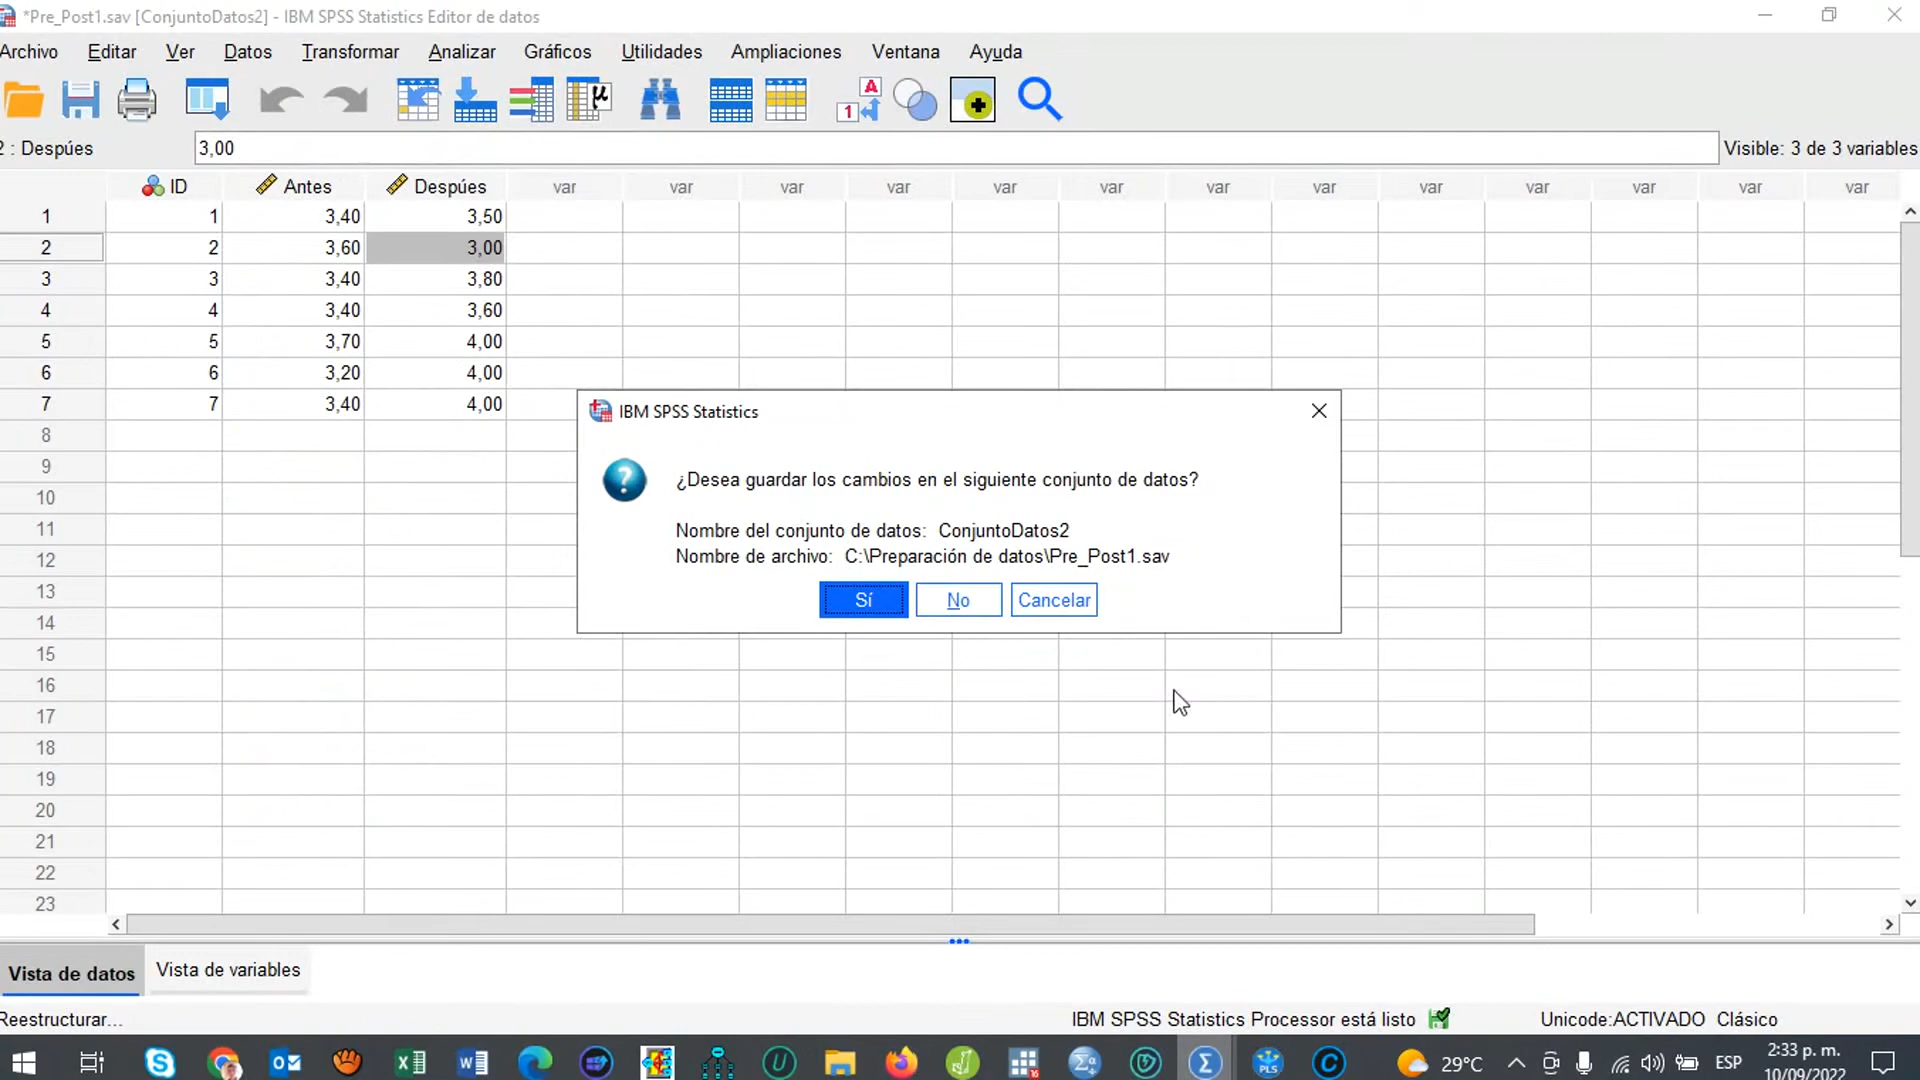 *Pre_Post1.sav [ConjuntoDatos2] - IBM SPSS Statistics Editor de datos
Archivo Editar Ver Datos Transformar Analizar Gráficos Utilidades Ampliaciones Ventana Ayuda
2 : Despúes 3,00 Visible: 3 de 3 variables
ID Antes Despúes var var var var var var var var var var var var var
1 1 3,40 3,50
2 2 3,60 3,00
3 3 3,40 3,80
4 4 3,40 3,60
5 5 3,70 4,00
6 6 3,20 4,00
7 7 3,40 4,00
8
9
10
11
12
13
14
15
16
17
18
19
20
21
22
23
IBM SPSS Statistics
¿Desea guardar los cambios en el siguiente conjunto de datos?
Nombre del conjunto de datos: ConjuntoDatos2
Nombre de archivo: C:\Preparación de datos\Pre_Post1.sav
Sí No Cancelar
Vista de datos Vista de variables
Reestructurar... IBM SPSS Statistics Processor está listo Unicode:ACTIVADO Clásico
29°C ESP 2:33 p. m.
10/09/2022